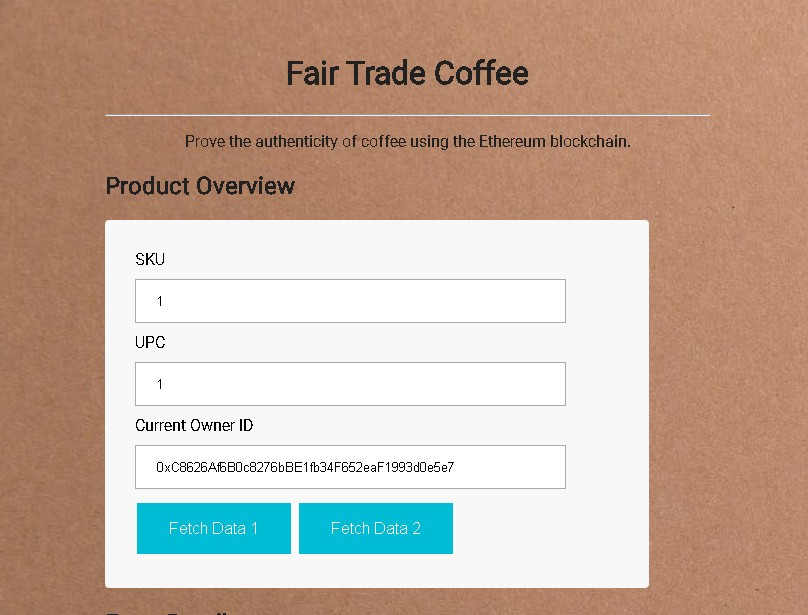 Fair Trade Coffee
Prove the authenticity of coffee using the Ethereum blockchain.
Product Overview
SKU
1
UPC
1
Current Owner ID
0xC8626Af6B0c8276bBE1fb34F652eaF1993d0e5e7
Fetch Data 1
Fetch Data 2